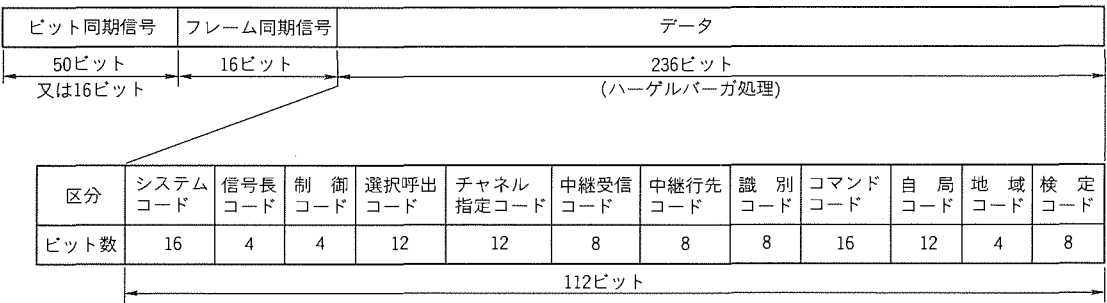 ビット同期信号 フレーム同期信号 データ
50ビット 16ビット 236ビット
又は16ビット (ハーゲルバーガ処理)
区分 システムコード 信号長コード 制御コード 選択呼出コード チャネル指定コード 中継受信コード 中継行先コード 識別コード コマンドコード 自局コード 地域コード 検定コード
ビット数 16 4 4 12 12 8 8 8 16 12 4 8
112ビット